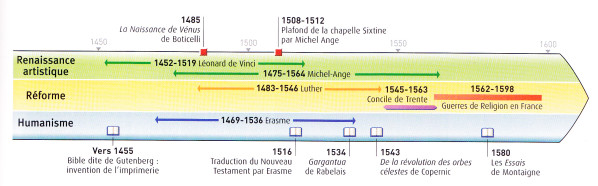 1485
La Naissance de Vénus
de Boticelli
1508-1512
Plafond de la chapelle Sixtine
par Michel Ange
1450
1500
1550
1600
Renaissance
artistique
1452-1519 Léonard de Vinci
1475-1564 Michel-Ange
Réforme
1483-1546 Luther
1545-1563
Concile de Trente
1562-1598
Guerres de Religion en France
Humanisme
1469-1536 Erasme
Vers 1455
Bible dite de Gutenberg :
invention de l'imprimerie
1516
Traduction du Nouveau
Testament par Erasme
1534
Gargantua
de Rabelais
1543
De la révolution des orbes
célestes de Copernic
1580
Les Essais
de Montaigne